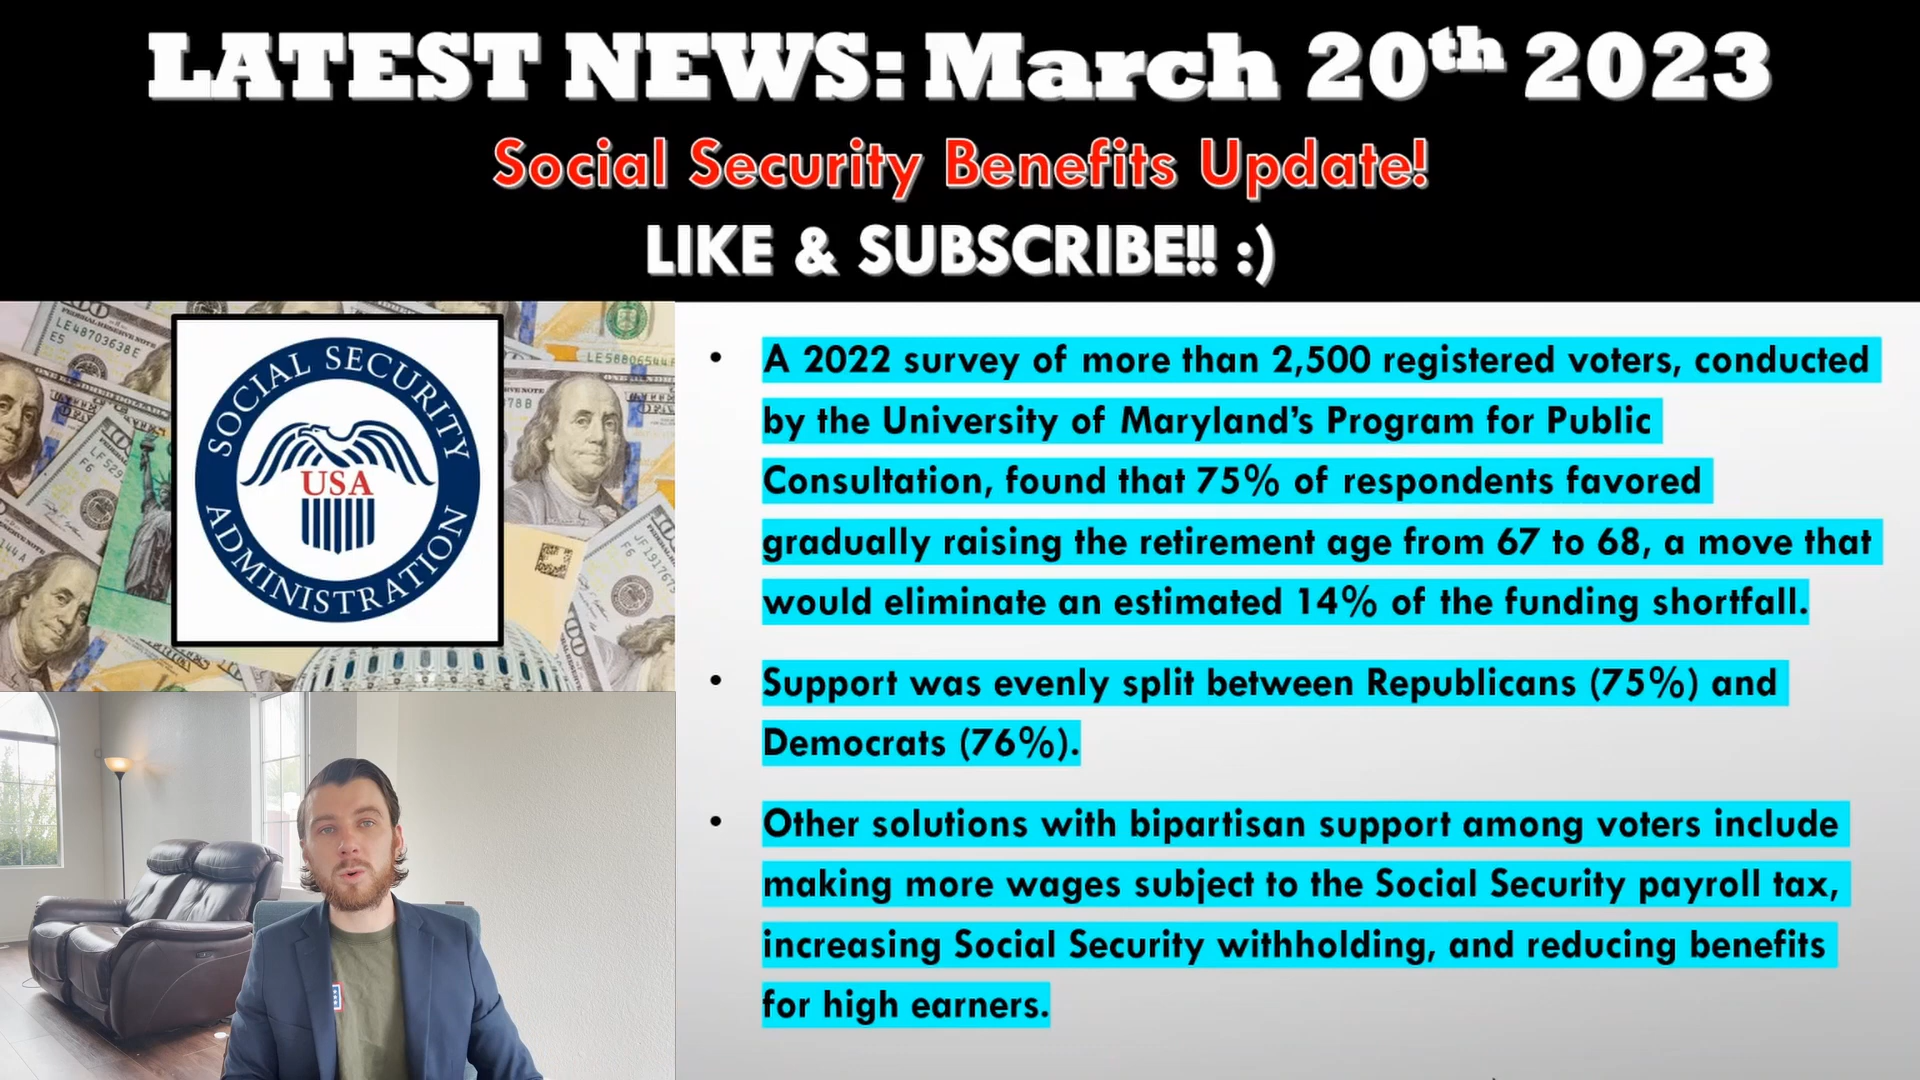 LATEST NEWS: March 20th 2023
Social Security Benefits Update!
LIKE & SUBSCRIBE!! :)
SOCIAL SECURITY
USA
ADMINISTRATION
LE48703638E
E5
JF19176
F6
• A 2022 survey of more than 2,500 registered voters, conducted
by the University of Maryland’s Program for Public
Consultation, found that 75% of respondents favored
gradually raising the retirement age from 67 to 68, a move that
would eliminate an estimated 14% of the funding shortfall.
• Support was evenly split between Republicans (75%) and
Democrats (76%).
• Other solutions with bipartisan support among voters include
making more wages subject to the Social Security payroll tax,
increasing Social Security withholding, and reducing benefits
for high earners.